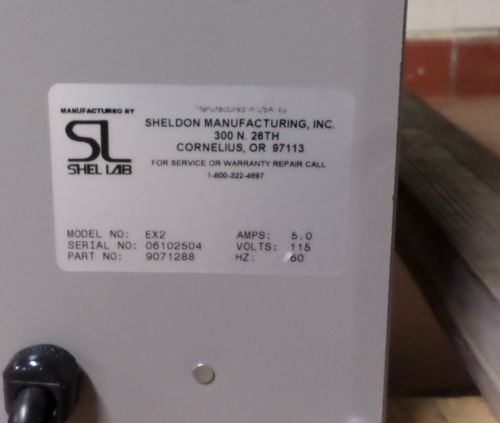 MANUFACTURED BY
Manufactured in USA by
SL
SHEL LAB
SHELDON MANUFACTURING, INC.
300 N. 26TH
CORNELIUS, OR 97113
FOR SERVICE OR WARRANTY REPAIR CALL
1-800-322-4897
MODEL NO: EX2 AMPS: 5.0
SERIAL NO: 06102504 VOLTS: 115
PART NO: 9071288 HZ: 60